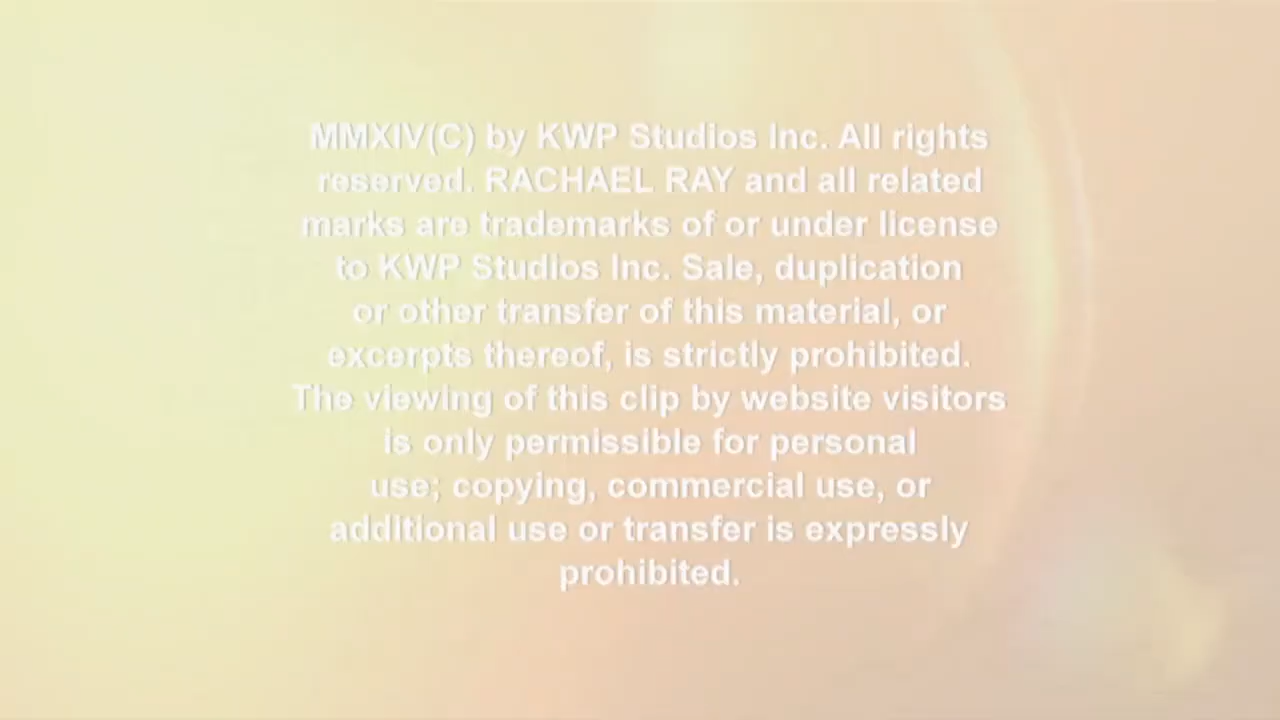 MMXIV(C) by KWP Studios Inc. All rights
reserved. RACHAEL RAY and all related
marks are trademarks of or under license
to KWP Studios Inc. Sale, duplication
or other transfer of this material, or
excerpts thereof, is strictly prohibited.
The viewing of this clip by website visitors
is only permissible for personal
use; copying, commercial use, or
additional use or transfer is expressly
prohibited.